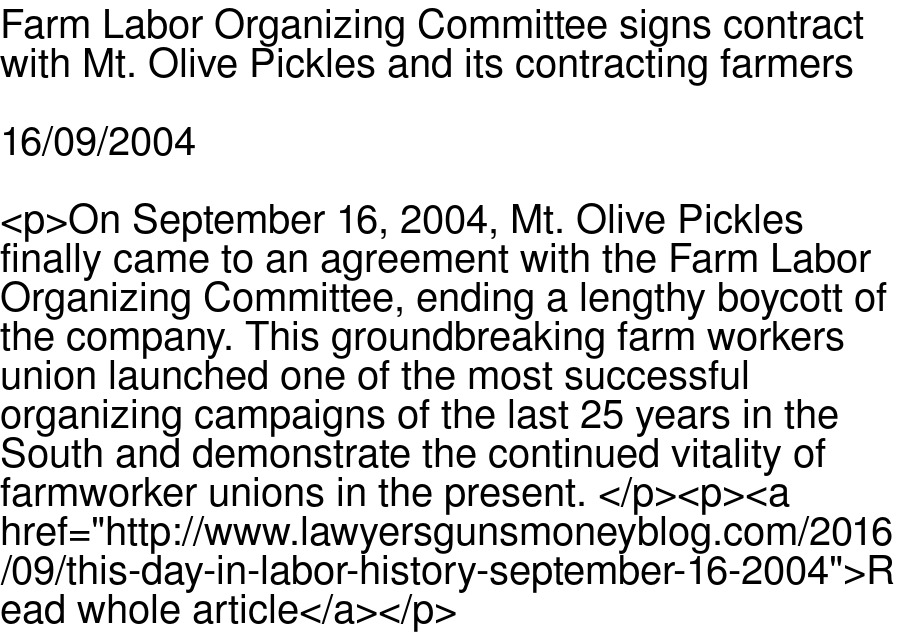 Farm Labor Organizing Committee signs contract
with Mt. Olive Pickles and its contracting farmers
16/09/2004
<p>On September 16, 2004, Mt. Olive Pickles
finally came to an agreement with the Farm Labor
Organizing Committee, ending a lengthy boycott of
the company. This groundbreaking farm workers
union launched one of the most successful
organizing campaigns of the last 25 years in the
South and demonstrate the continued vitality of
farmworker unions in the present. </p><p><a
href="http://www.lawyersgunsmoneyblog.com/2016
/09/this-day-in-labor-history-september-16-2004">R
ead whole article</a></p>